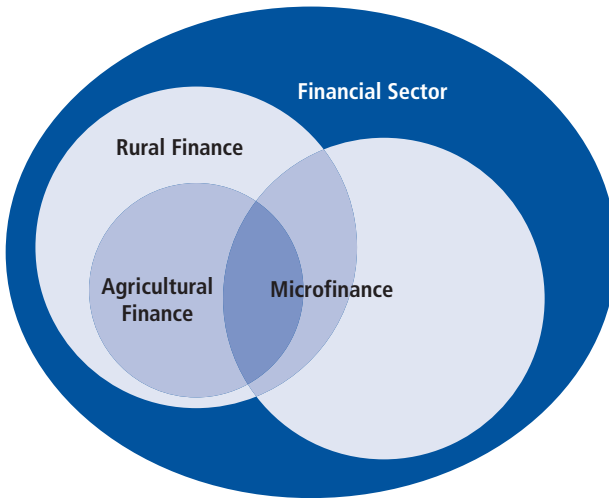 Financial Sector
Rural Finance
Agricultural
Finance
Microfinance